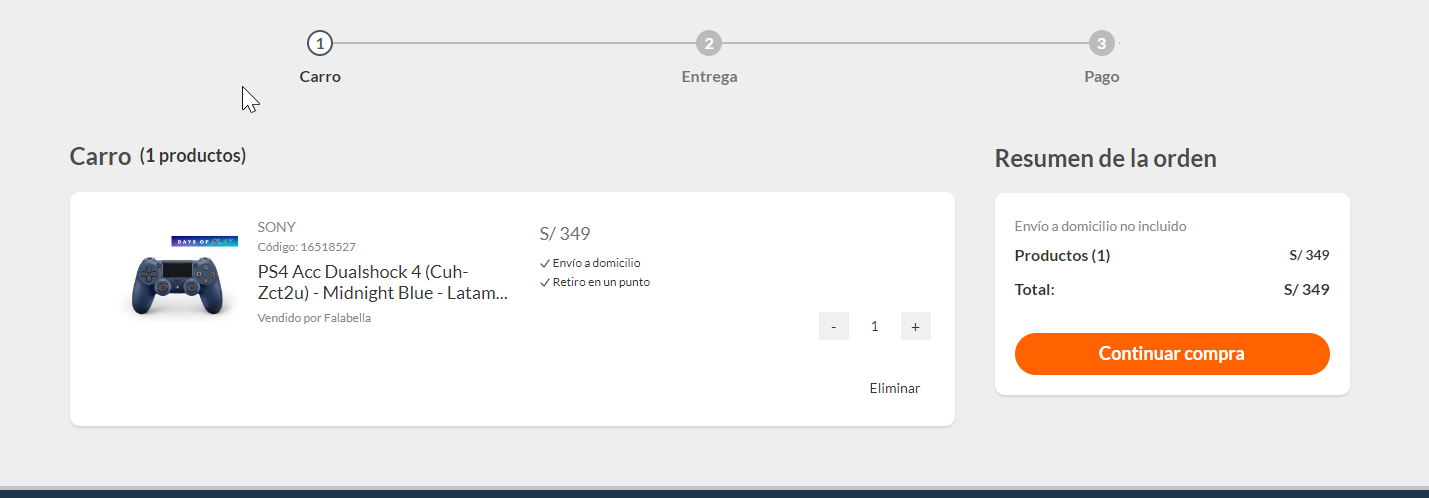 1
2
3
Carro
Entrega
Pago
Carro (1 productos)
SONY
Código: 16518527
PS4 Acc Dualshock 4 (Cuh-
Zct2u) - Midnight Blue - Latam...
Vendido por Falabella
DAYS OF PLAY
S/ 349
Envío a domicilio
Retiro en un punto
- 1 +
Eliminar
Resumen de la orden
Envío a domicilio no incluido
Productos (1) S/ 349
Total: S/ 349
Continuar compra